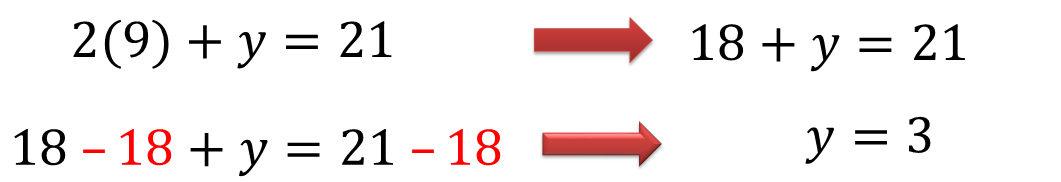 2(9) + y = 21 18 + y = 21
18 – 18 + y = 21 – 18 y = 3